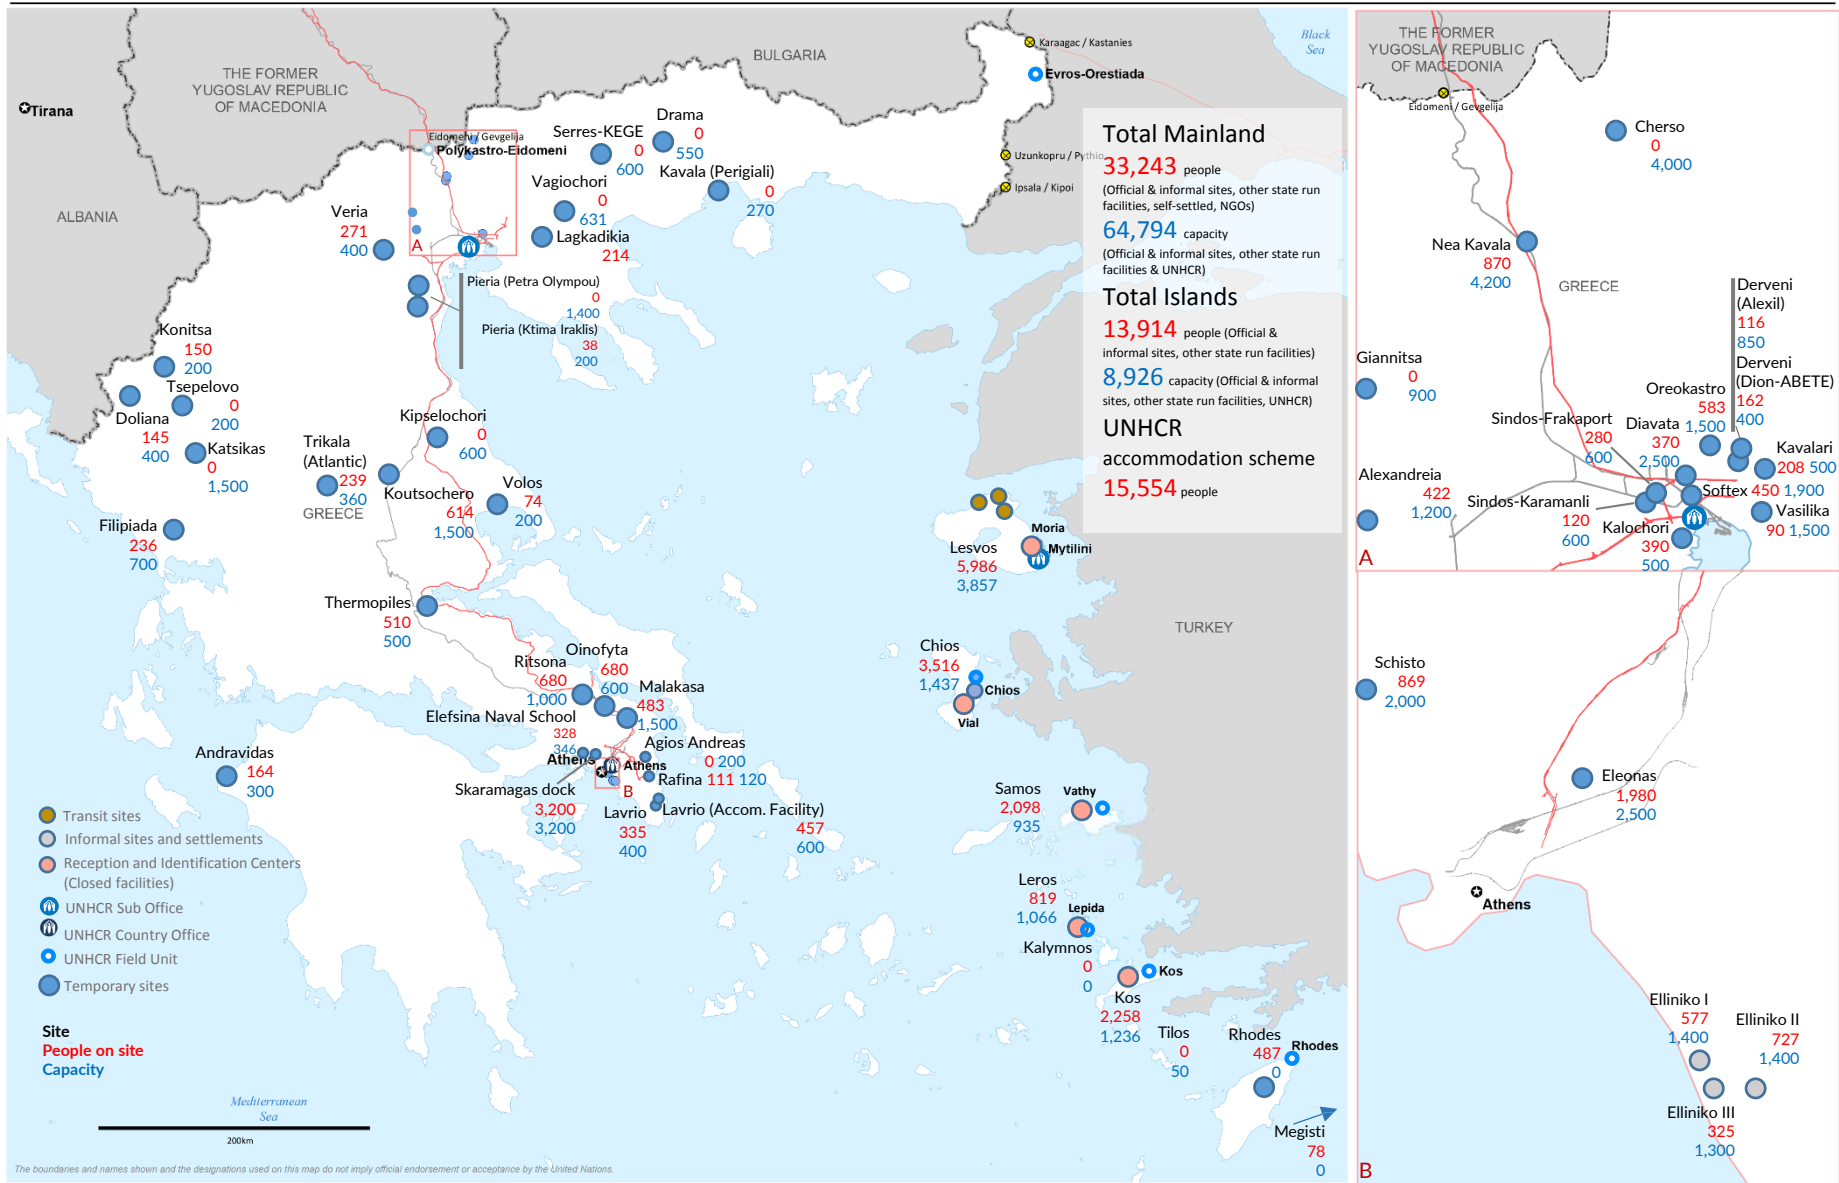 THE FORMER
YUGOSLAV REPUBLIC
OF MACEDONIA
BULGARIA
Black
Sea
Karaagac / Kastanies
Evros-Orestiada
Tirana
ALBANIA
Eidomeni / Gevgelija
Polykastro-Eidomeni
Serres-KEGE
0
600
Drama
0
550
Uzunkopru / Pythio
Ipsala / Kipoi
Vagiochori
0
631
Kavala (Perigiali)
0
270
Veria
271
400
A
Lagkadikia
214
Pieria (Petra Olympou)
0
1,400
Pieria (Ktima Iraklis)
38
200
Konitsa
150
200
Tsepelovo
0
200
Doliana
145
400
Katsikas
0
1,500
Kipselochori
0
600
Trikala
(Atlantic)
239
360
GREECE
Koutsochero
614
1,500
Volos
74
200
Filipiada
236
700
Thermopiles
510
500
Oinofyta
680
600
Ritsona
680
1,000
Malakasa
483
1,500
Elefsina Naval School
328
346
Athens
Athens
B
Agios Andreas
0 200
Rafina 111 120
Skaramagas dock
3,200
3,200
Lavrio
335
400
Lavrio (Accom. Facility)
457
600
Andravidas
164
300
Total Mainland
33,243 people
(Official & informal sites, other state run
facilities, self-settled, NGOs)
64,794 capacity
(Official & informal sites, other state run
facilities & UNHCR)
Total Islands
13,914 people (Official &
informal sites, other state run facilities)
8,926 capacity (Official & informal
sites, other state run facilities, UNHCR)
UNHCR
accommodation scheme
15,554 people
Moria
Mytilini
Lesvos
5,986
3,857
TURKEY
Chios
3,516
1,437
Chios
Vial
Samos
2,098
935
Vathy
Leros
819
1,066
Lepida
Kalymnos
0
0
Kos
Kos
2,258
1,236
Tilos
0
50
Rhodes
487
0
Rhodes
Megisti
78
0
Transit sites
Informal sites and settlements
Reception and Identification Centers
(Closed facilities)
UNHCR Sub Office
UNHCR Country Office
UNHCR Field Unit
Temporary sites
Site
People on site
Capacity
Mediterranean
Sea
200km
The boundaries and names shown and the designations used on this map do not imply official endorsement or acceptance by the United Nations.
THE FORMER
YUGOSLAV REPUBLIC
OF MACEDONIA
Eidomeni / Gevgelija
Cherso
0
4,000
Nea Kavala
870
4,200
GREECE
Derveni
(Alexil)
116
850
Derveni
(Dion-ABETE)
162
400
Giannitsa
0
900
Oreokastro
583
1,500
Sindos-Frakaport
280
600
Diavata
370
2,500
Kavalari
208 500
Alexandreia
422
1,200
Sindos-Karamanli
120
600
Softex 450 1,900
Vasilika
90 1,500
Kalochori
390
500
A
Schisto
869
2,000
Eleonas
1,980
2,500
Athens
Elliniko I
577
1,400
Elliniko II
727
1,400
Elliniko III
325
1,300
B